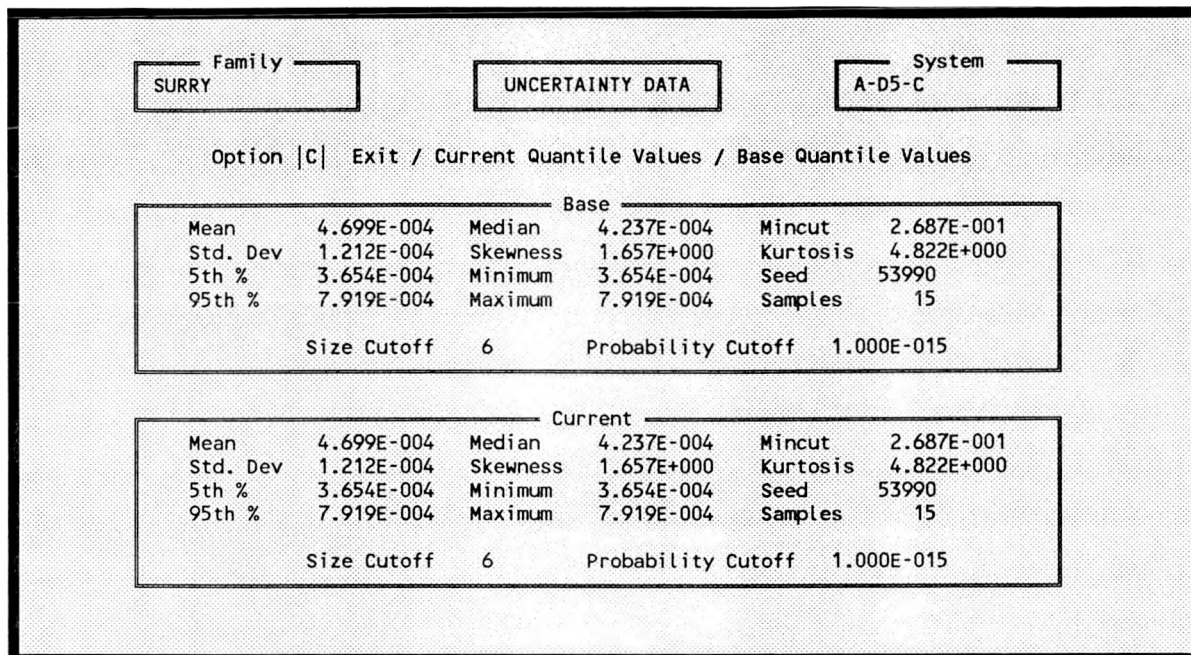 Family System
SURRY UNCERTAINTY DATA A-D5-C
Option |C| Exit / Current Quantile Values / Base Quantile Values
Base
Mean 4.699E-004 Median 4.237E-004 Mincut 2.687E-001
Std. Dev 1.212E-004 Skewness 1.657E+000 Kurtosis 4.822E+000
5th % 3.654E-004 Minimum 3.654E-004 Seed 53990
95th % 7.919E-004 Maximum 7.919E-004 Samples 15
Size Cutoff 6 Probability Cutoff 1.000E-015
Current
Mean 4.699E-004 Median 4.237E-004 Mincut 2.687E-001
Std. Dev 1.212E-004 Skewness 1.657E+000 Kurtosis 4.822E+000
5th % 3.654E-004 Minimum 3.654E-004 Seed 53990
95th % 7.919E-004 Maximum 7.919E-004 Samples 15
Size Cutoff 6 Probability Cutoff 1.000E-015